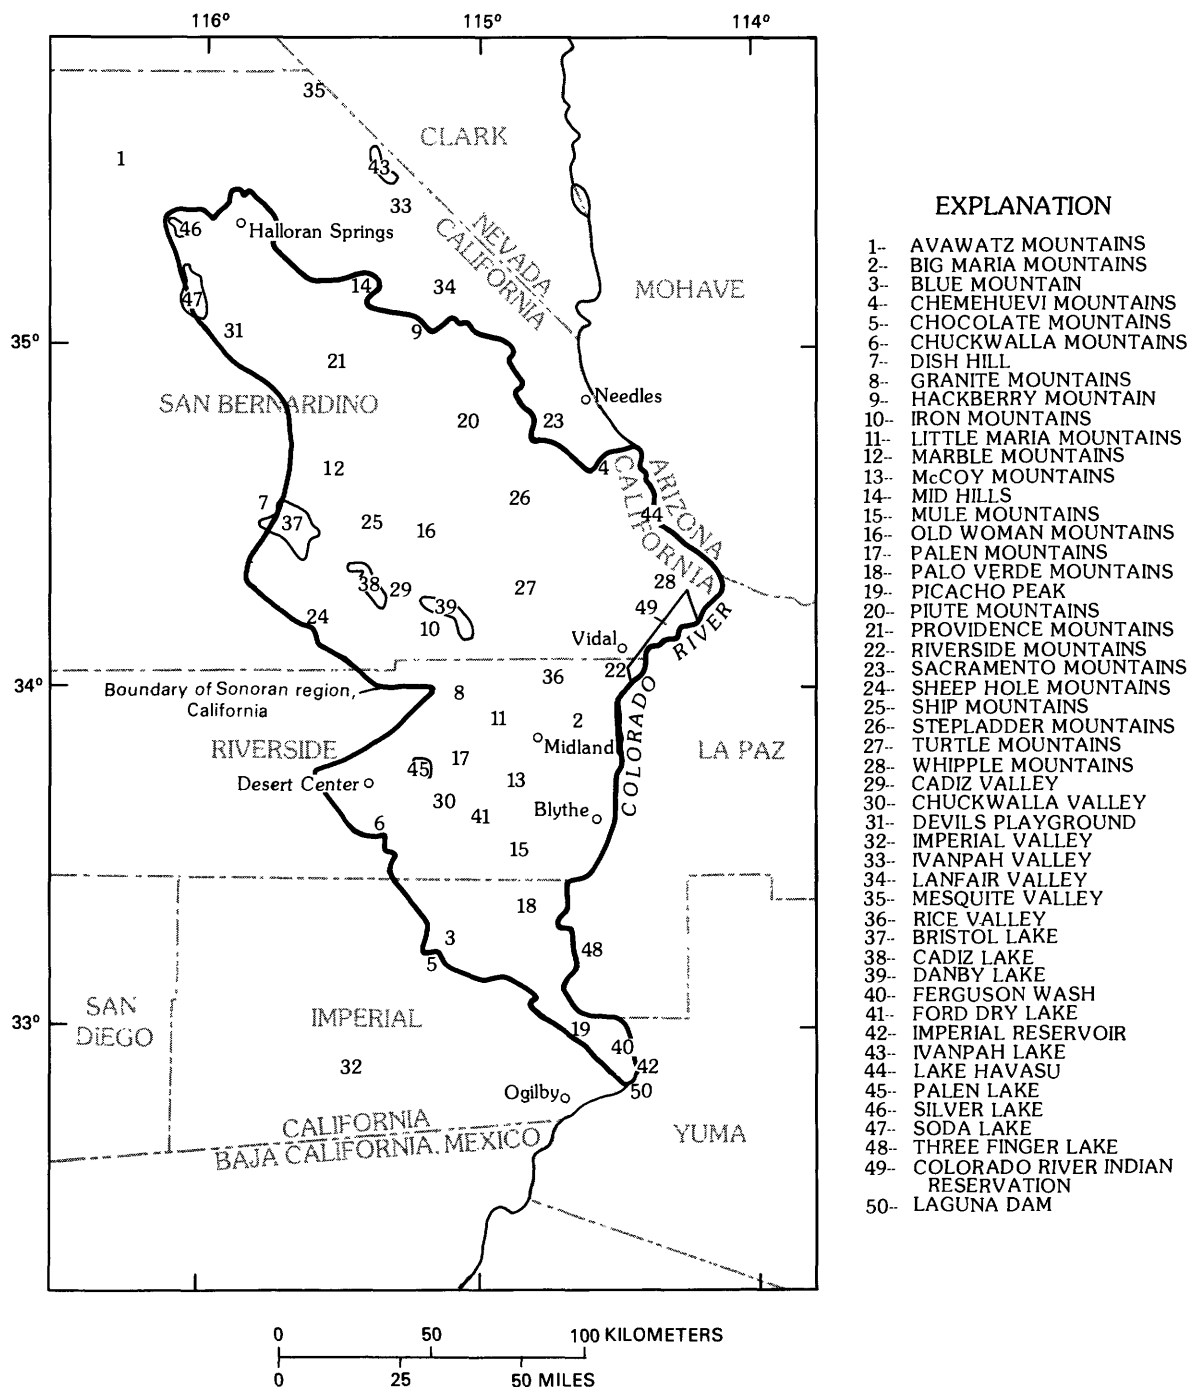 116°
115°
114°
35
CLARK
1
43
33
NEVADA
CALIFORNIA
46
Halloran Springs
MOHAVE
14
34
47
31
9
35°
21
SAN BERNARDINO
Needles
20
23
12
4
ARIZONA
CALIFORNIA
26
7
37
25
16
44
38
29
27
28
39
49
24
10
Vidal
RIVER
34°
36
22
Boundary of Sonoran region,
California
8
11
2
COLORADO
RIVERSIDE
Midland
LA PAZ
17
45
Desert Center
13
30
41
Blythe
6
15
18
3
48
5
SAN
DIEGO
IMPERIAL
33°
19
40
32
42
50
Ogilby
CALIFORNIA
BAJA CALIFORNIA, MEXICO
YUMA
0 50 100 KILOMETERS
0 25 50 MILES
EXPLANATION
1-- AVAWATZ MOUNTAINS
2-- BIG MARIA MOUNTAINS
3-- BLUE MOUNTAIN
4-- CHEMEHUEVI MOUNTAINS
5-- CHOCOLATE MOUNTAINS
6-- CHUCKWALLA MOUNTAINS
7-- DISH HILL
8-- GRANITE MOUNTAINS
9-- HACKBERRY MOUNTAIN
10-- IRON MOUNTAINS
11-- LITTLE MARIA MOUNTAINS
12-- MARBLE MOUNTAINS
13-- McCOY MOUNTAINS
14-- MID HILLS
15-- MULE MOUNTAINS
16-- OLD WOMAN MOUNTAINS
17-- PALEN MOUNTAINS
18-- PALO VERDE MOUNTAINS
19-- PICACHO PEAK
20-- PIUTE MOUNTAINS
21-- PROVIDENCE MOUNTAINS
22-- RIVERSIDE MOUNTAINS
23-- SACRAMENTO MOUNTAINS
24-- SHEEP HOLE MOUNTAINS
25-- SHIP MOUNTAINS
26-- STEPLADDER MOUNTAINS
27-- TURTLE MOUNTAINS
28-- WHIPPLE MOUNTAINS
29-- CADIZ VALLEY
30-- CHUCKWALLA VALLEY
31-- DEVILS PLAYGROUND
32-- IMPERIAL VALLEY
33-- IVANPAH VALLEY
34-- LANFAIR VALLEY
35-- MESQUITE VALLEY
36-- RICE VALLEY
37-- BRISTOL LAKE
38-- CADIZ LAKE
39-- DANBY LAKE
40-- FERGUSON WASH
41-- FORD DRY LAKE
42-- IMPERIAL RESERVOIR
43-- IVANPAH LAKE
44-- LAKE HAVASU
45-- PALEN LAKE
46-- SILVER LAKE
47-- SODA LAKE
48-- THREE FINGER LAKE
49-- COLORADO RIVER INDIAN
RESERVATION
50-- LAGUNA DAM